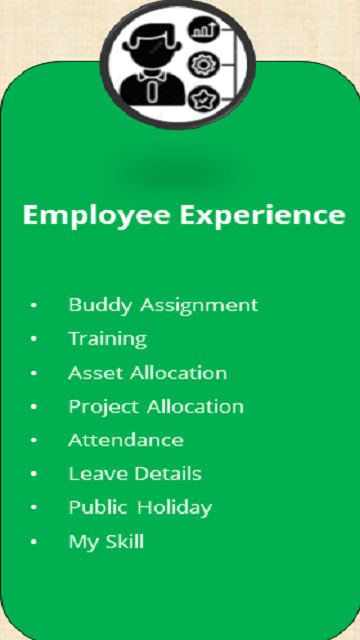 Employee Experience
• Buddy Assignment
• Training
• Asset Allocation
• Project Allocation
• Attendance
• Leave Details
• Public Holiday
• My Skill